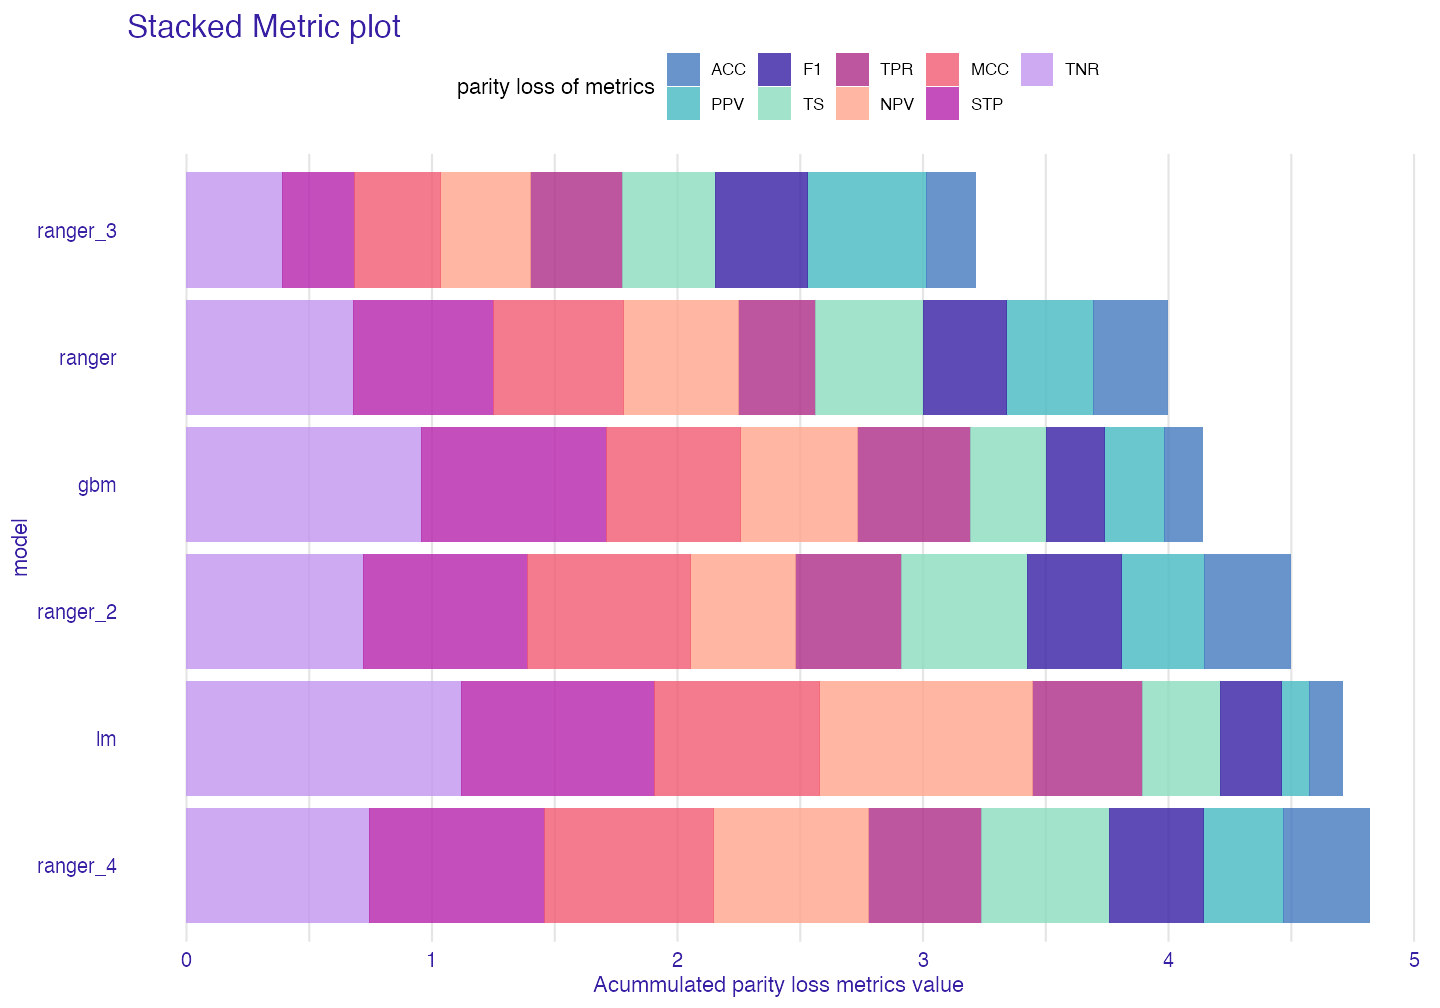 Stacked Metric plot
parity loss of metrics
ACC F1 TPR MCC TNR
PPV TS NPV STP
model
ranger_3
ranger
gbm
ranger_2
lm
ranger_4
0 1 2 3 4 5
Acummulated parity loss metrics value